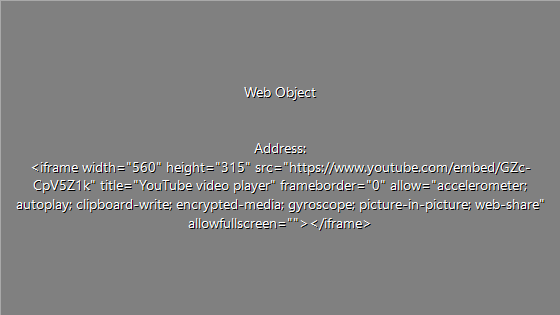 Web Object
Address:
<iframe width="560" height="315" src="https://www.youtube.com/embed/GZc-
CpV5Z1k" title="YouTube video player" frameborder="0" allow="accelerometer;
autoplay; clipboard-write; encrypted-media; gyroscope; picture-in-picture; web-share"
allowfullscreen=""></iframe>